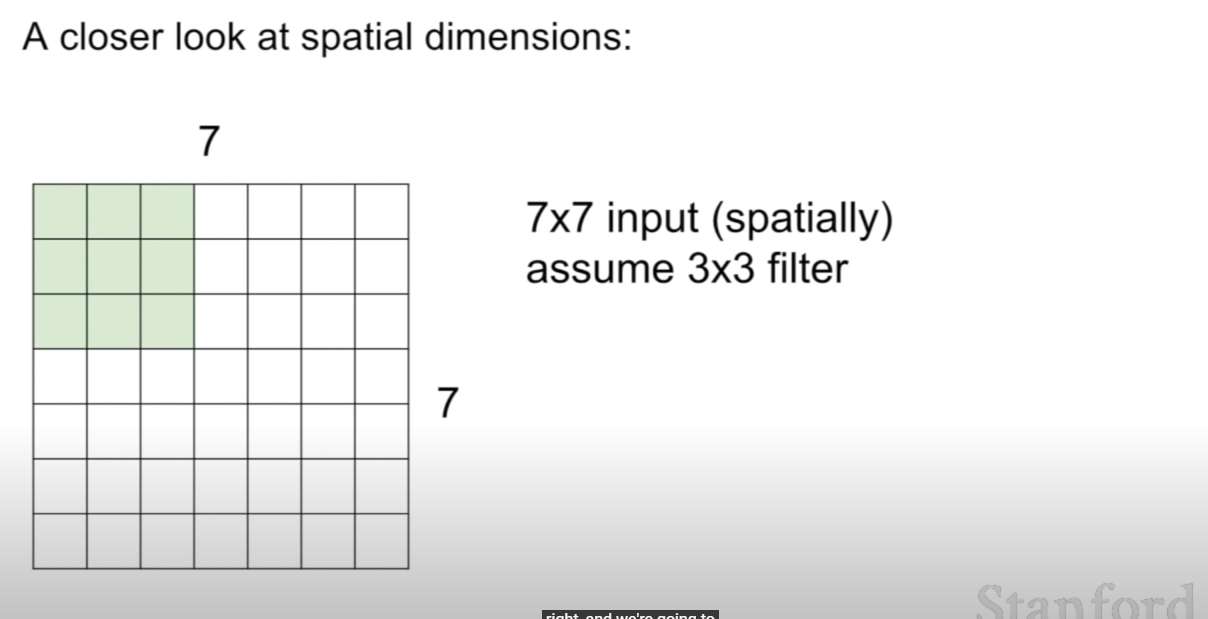 A closer look at spatial dimensions:
7
7x7 input (spatially)
assume 3x3 filter
7
Stanford
right, and we're going to